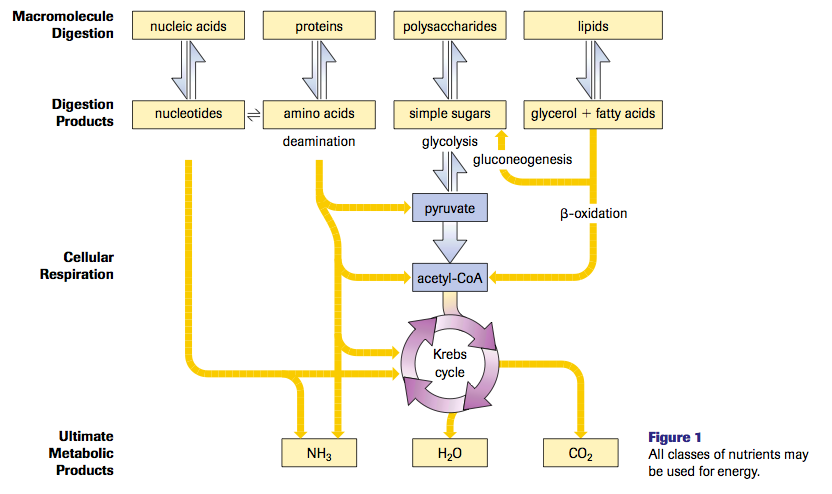 Macromolecule
Digestion
nucleic acids
proteins
polysaccharides
lipids
Digestion
Products
nucleotides
amino acids
simple sugars
glycerol + fatty acids
deamination
glycolysis
gluconeogenesis
pyruvate
β-oxidation
Cellular
Respiration
acetyl-CoA
Krebs
cycle
Ultimate
Metabolic
Products
NH₃
H₂O
CO₂
Figure 1
All classes of nutrients may
be used for energy.